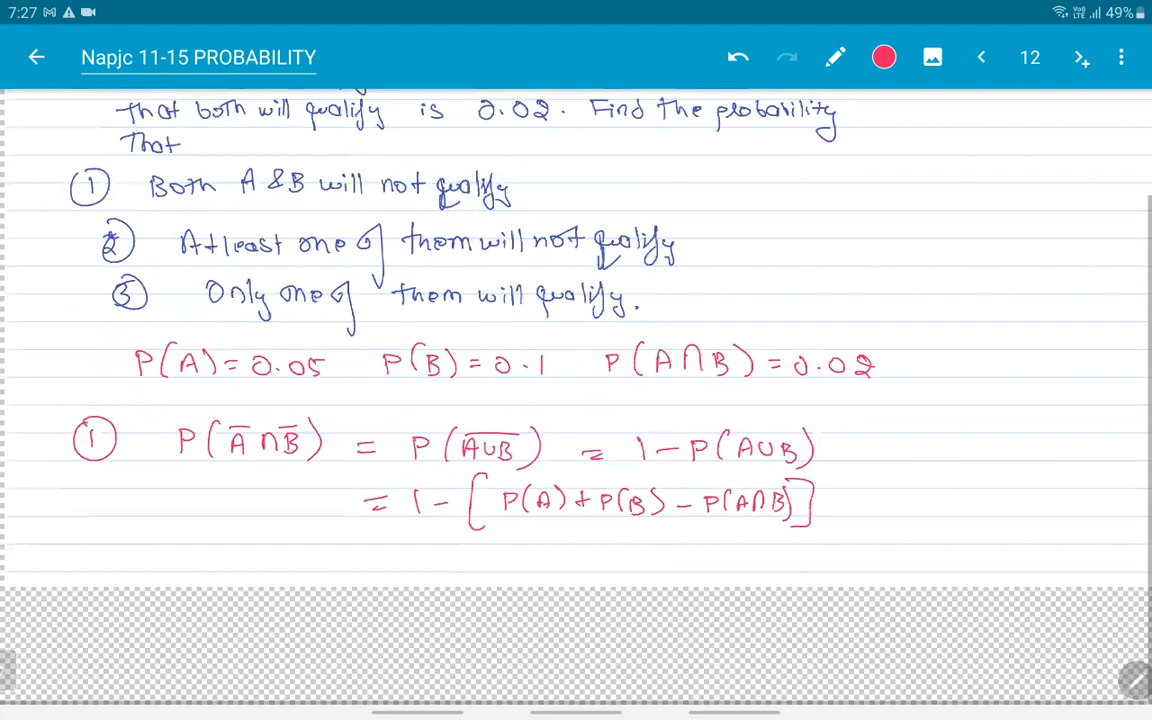 7:27 49%
Napjc 11-15 PROBABILITY 12
that both will qualify is 0.02. Find the probability
That
① Both A & B will not qualify
② Atleast one of them will not qualify
③ Only one of them will qualify.
P(A) = 0.05 P(B) = 0.1 P(A∩B) = 0.02
① P(A̅∩B̅) = P(A̅∪̅B̅) = 1 - P(A∪B)
= 1 - [P(A) + P(B) - P(A∩B)]